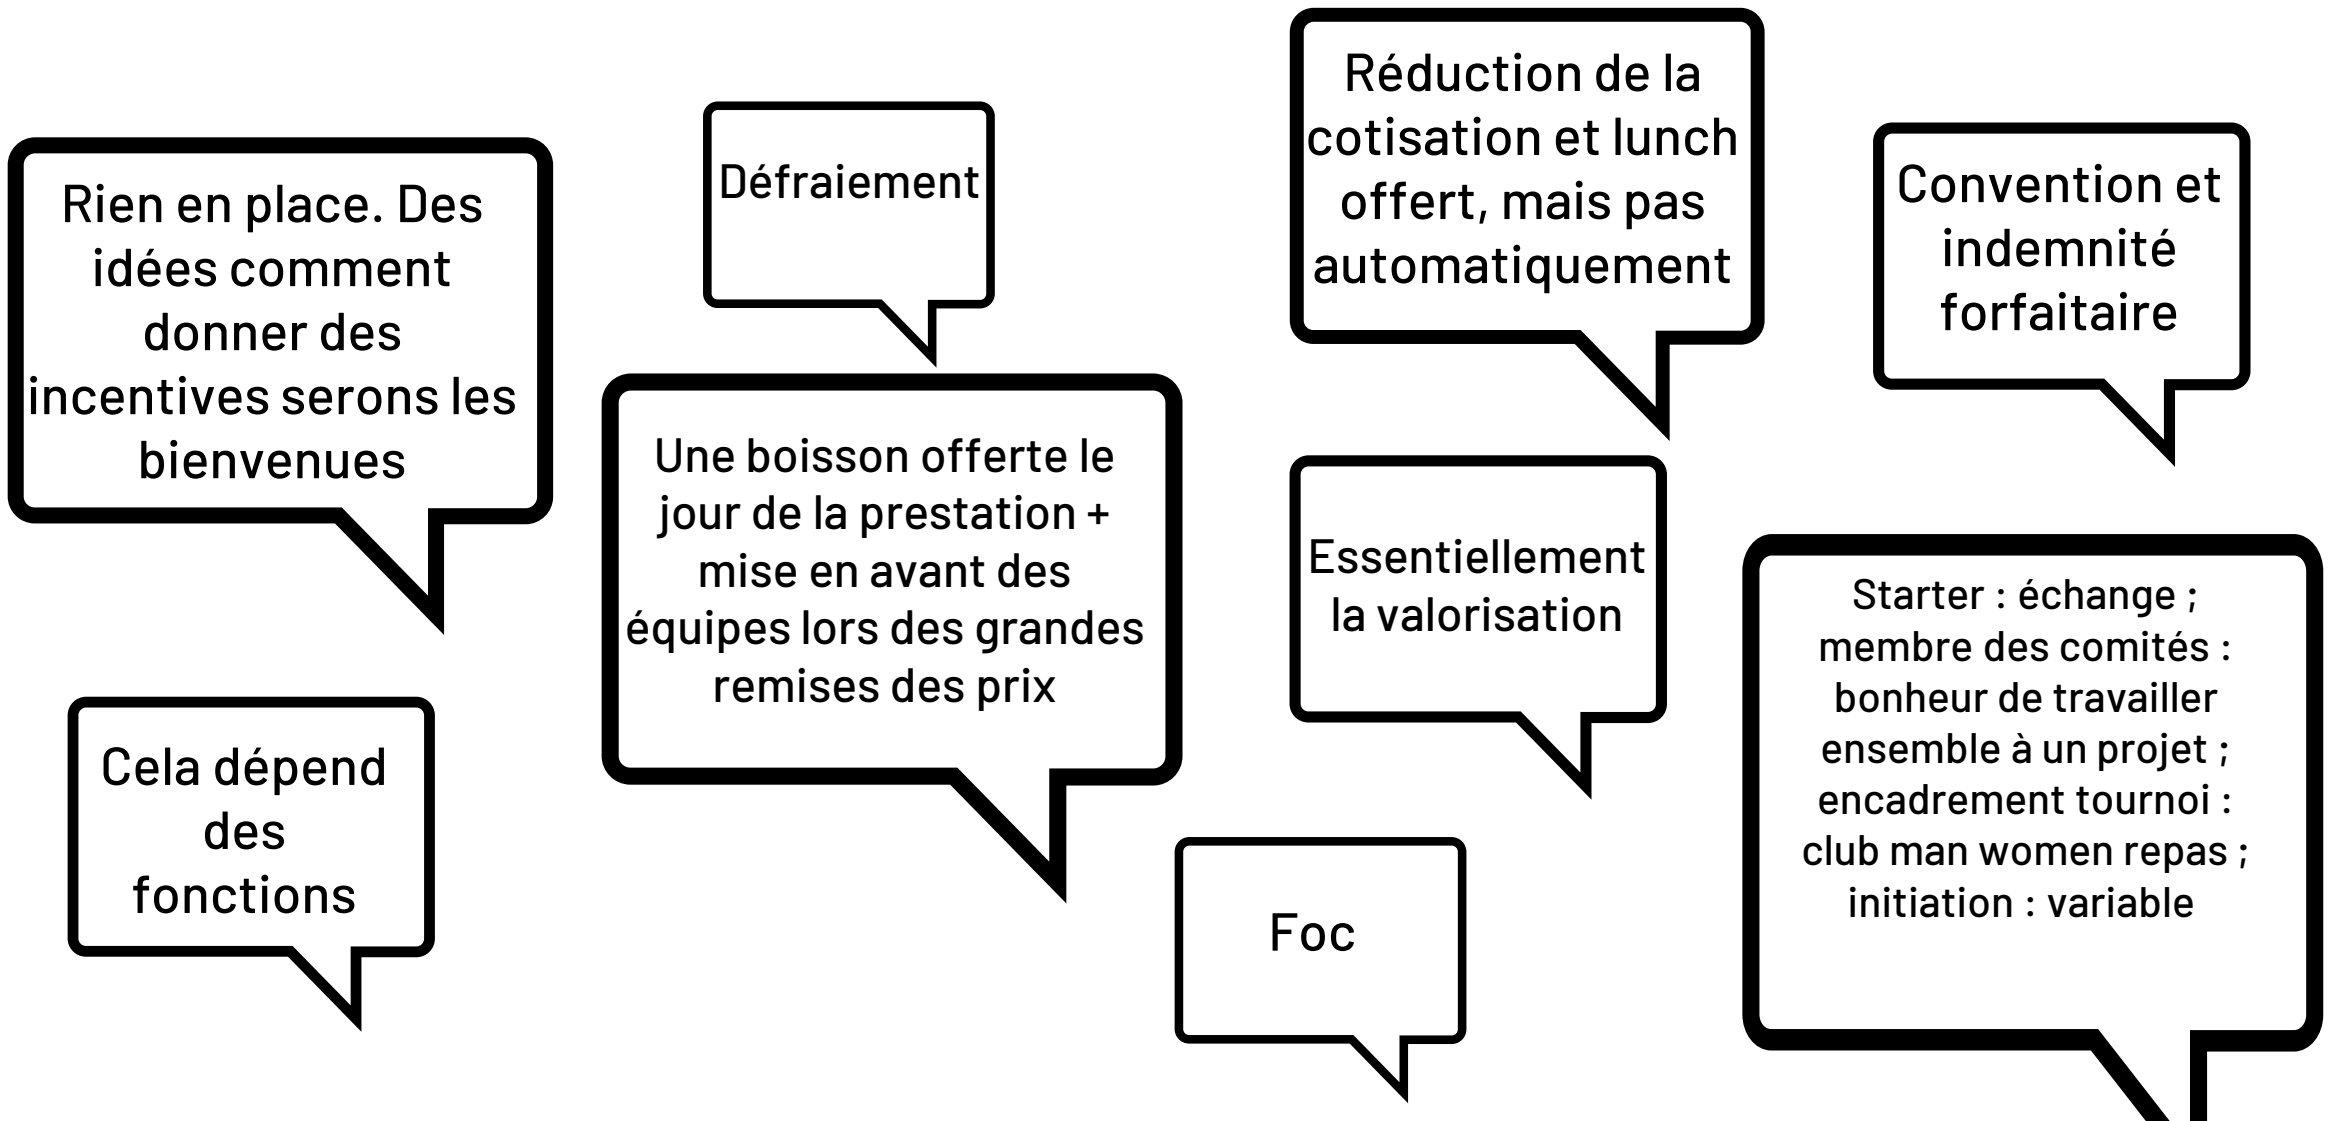 Rien en place. Des
idées comment
donner des
incentives serons les
bienvenues
Défraiement
Réduction de la
cotisation et lunch
offert, mais pas
automatiquement
Convention et
indemnité
forfaitaire
Une boisson offerte le
jour de la prestation +
mise en avant des
équipes lors des grandes
remises des prix
Essentiellement
la valorisation
Starter : échange ;
membre des comités :
bonheur de travailler
ensemble à un projet ;
encadrement tournoi :
club man women repas ;
initiation : variable
Cela dépend
des
fonctions
Foc